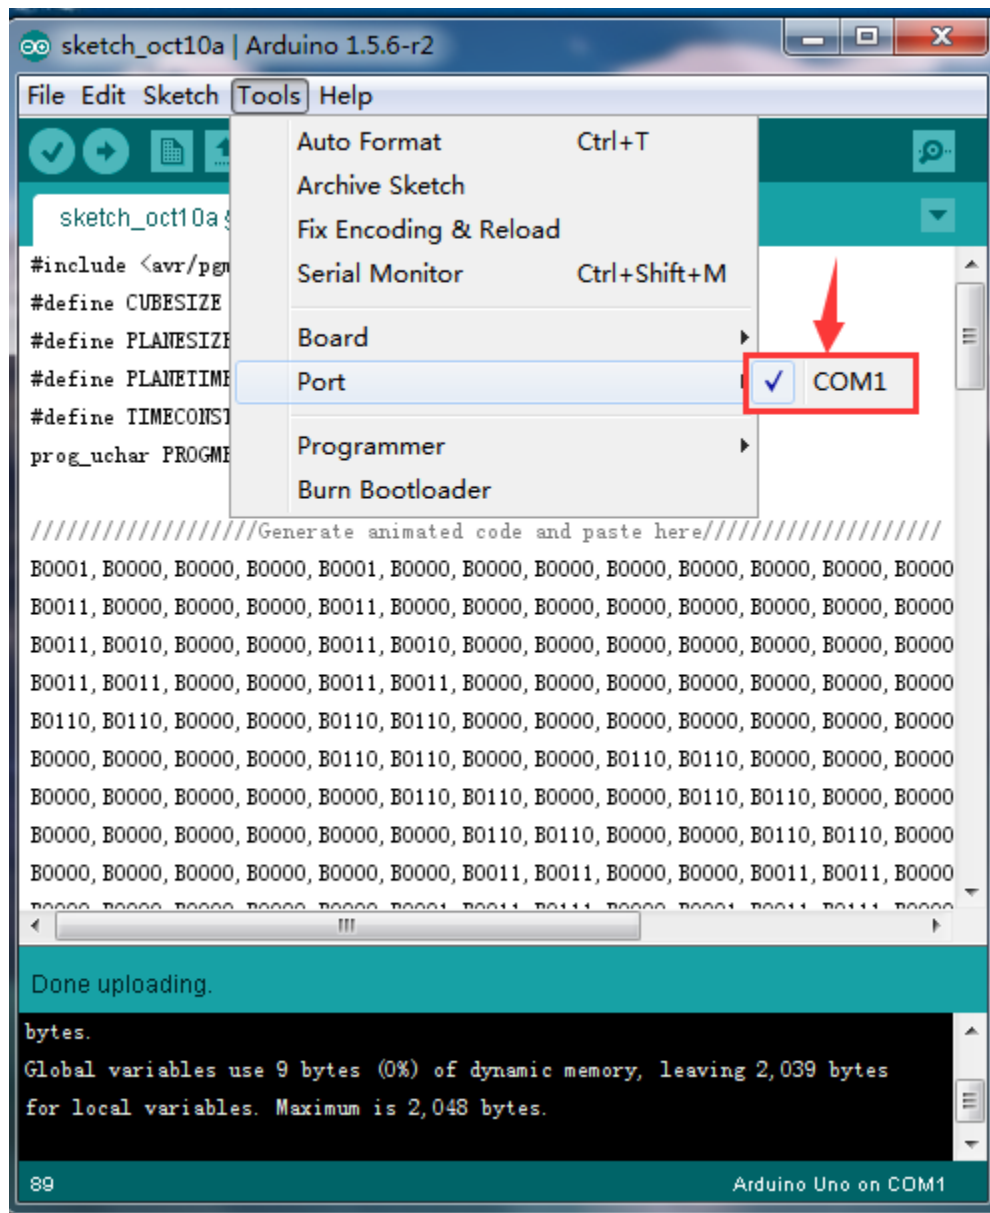 sketch_oct10a | Arduino 1.5.6-r2
File Edit Sketch Tools Help
Auto Format Ctrl+T
Archive Sketch
Fix Encoding & Reload
Serial Monitor Ctrl+Shift+M
Board
Port
COM1
Programmer
Burn Bootloader
sketch_oct10a
#include <avr/pgm
#define CUBESIZE
#define PLANESIZE
#define PLANETIME
#define TIMECONST
prog_uchar PROGME
///////////////////Generate animated code and paste here////////////////////
B0001, B0000, B0000, B0000, B0001, B0000, B0000, B0000, B0000, B0000, B0000, B0000, B0000
B0011, B0000, B0000, B0000, B0011, B0000, B0000, B0000, B0000, B0000, B0000, B0000, B0000
B0011, B0010, B0000, B0000, B0011, B0010, B0000, B0000, B0000, B0000, B0000, B0000, B0000
B0011, B0011, B0000, B0000, B0011, B0011, B0000, B0000, B0000, B0000, B0000, B0000, B0000
B0110, B0110, B0000, B0000, B0110, B0110, B0000, B0000, B0000, B0000, B0000, B0000, B0000
B0000, B0000, B0000, B0000, B0110, B0110, B0000, B0000, B0110, B0110, B0000, B0000, B0000
B0000, B0000, B0000, B0000, B0000, B0110, B0110, B0000, B0000, B0110, B0110, B0000, B0000
B0000, B0000, B0000, B0000, B0000, B0000, B0110, B0110, B0000, B0000, B0110, B0110, B0000
B0000, B0000, B0000, B0000, B0000, B0000, B0011, B0011, B0000, B0000, B0011, B0011, B0000
Done uploading.
bytes.
Global variables use 9 bytes (0%) of dynamic memory, leaving 2,039 bytes
for local variables. Maximum is 2,048 bytes.
89
Arduino Uno on COM1